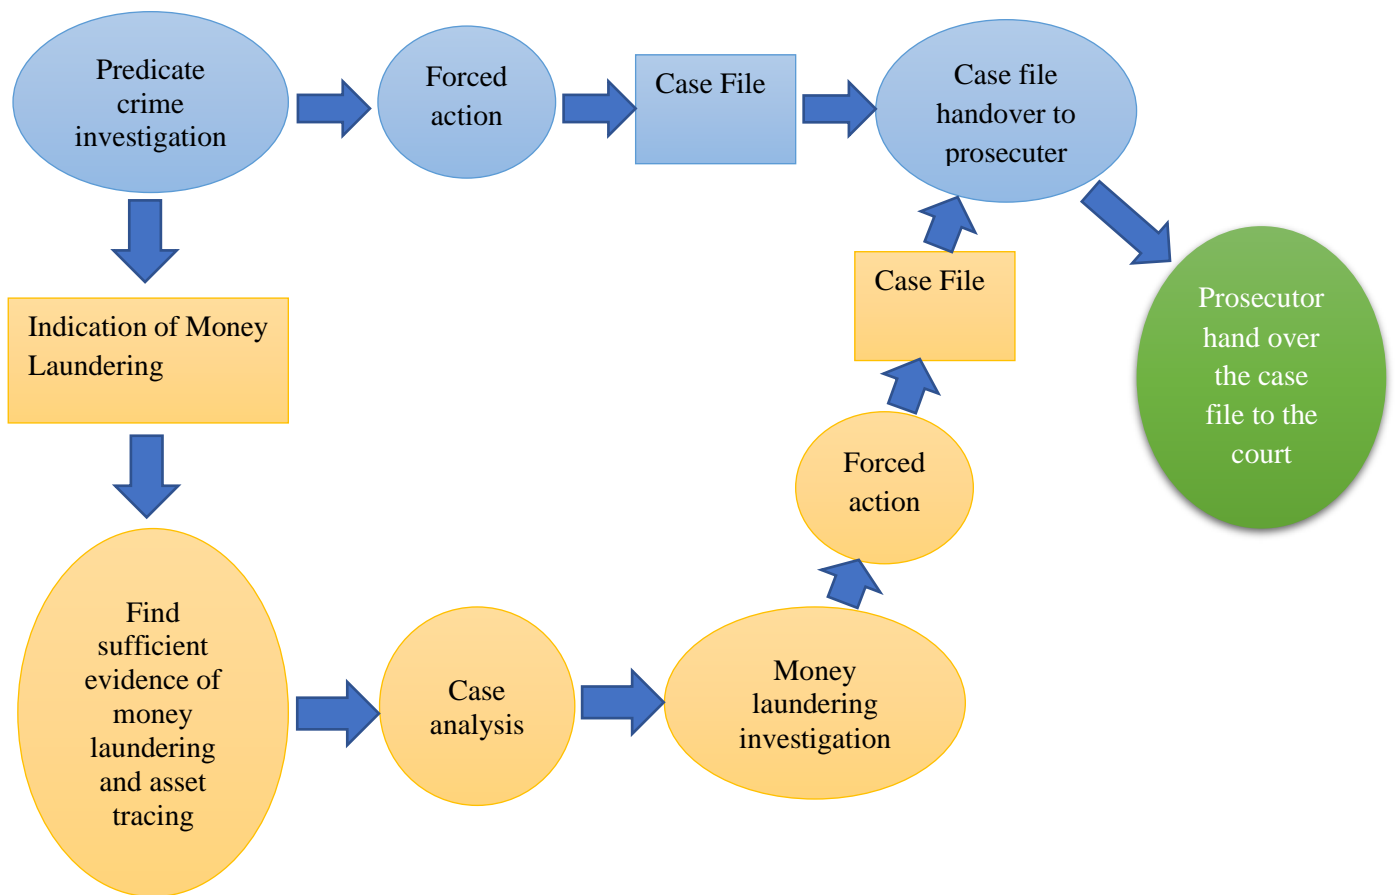 Predicate
crime
investigation
Forced
action
Case File
Case file
handover to
prosecuter
Indication of Money
Laundering
Case File
Prosecutor
hand over
the case
file to the
court
Forced
action
Find
sufficient
evidence of
money
laundering
and asset
tracing
Case
analysis
Money
laundering
investigation